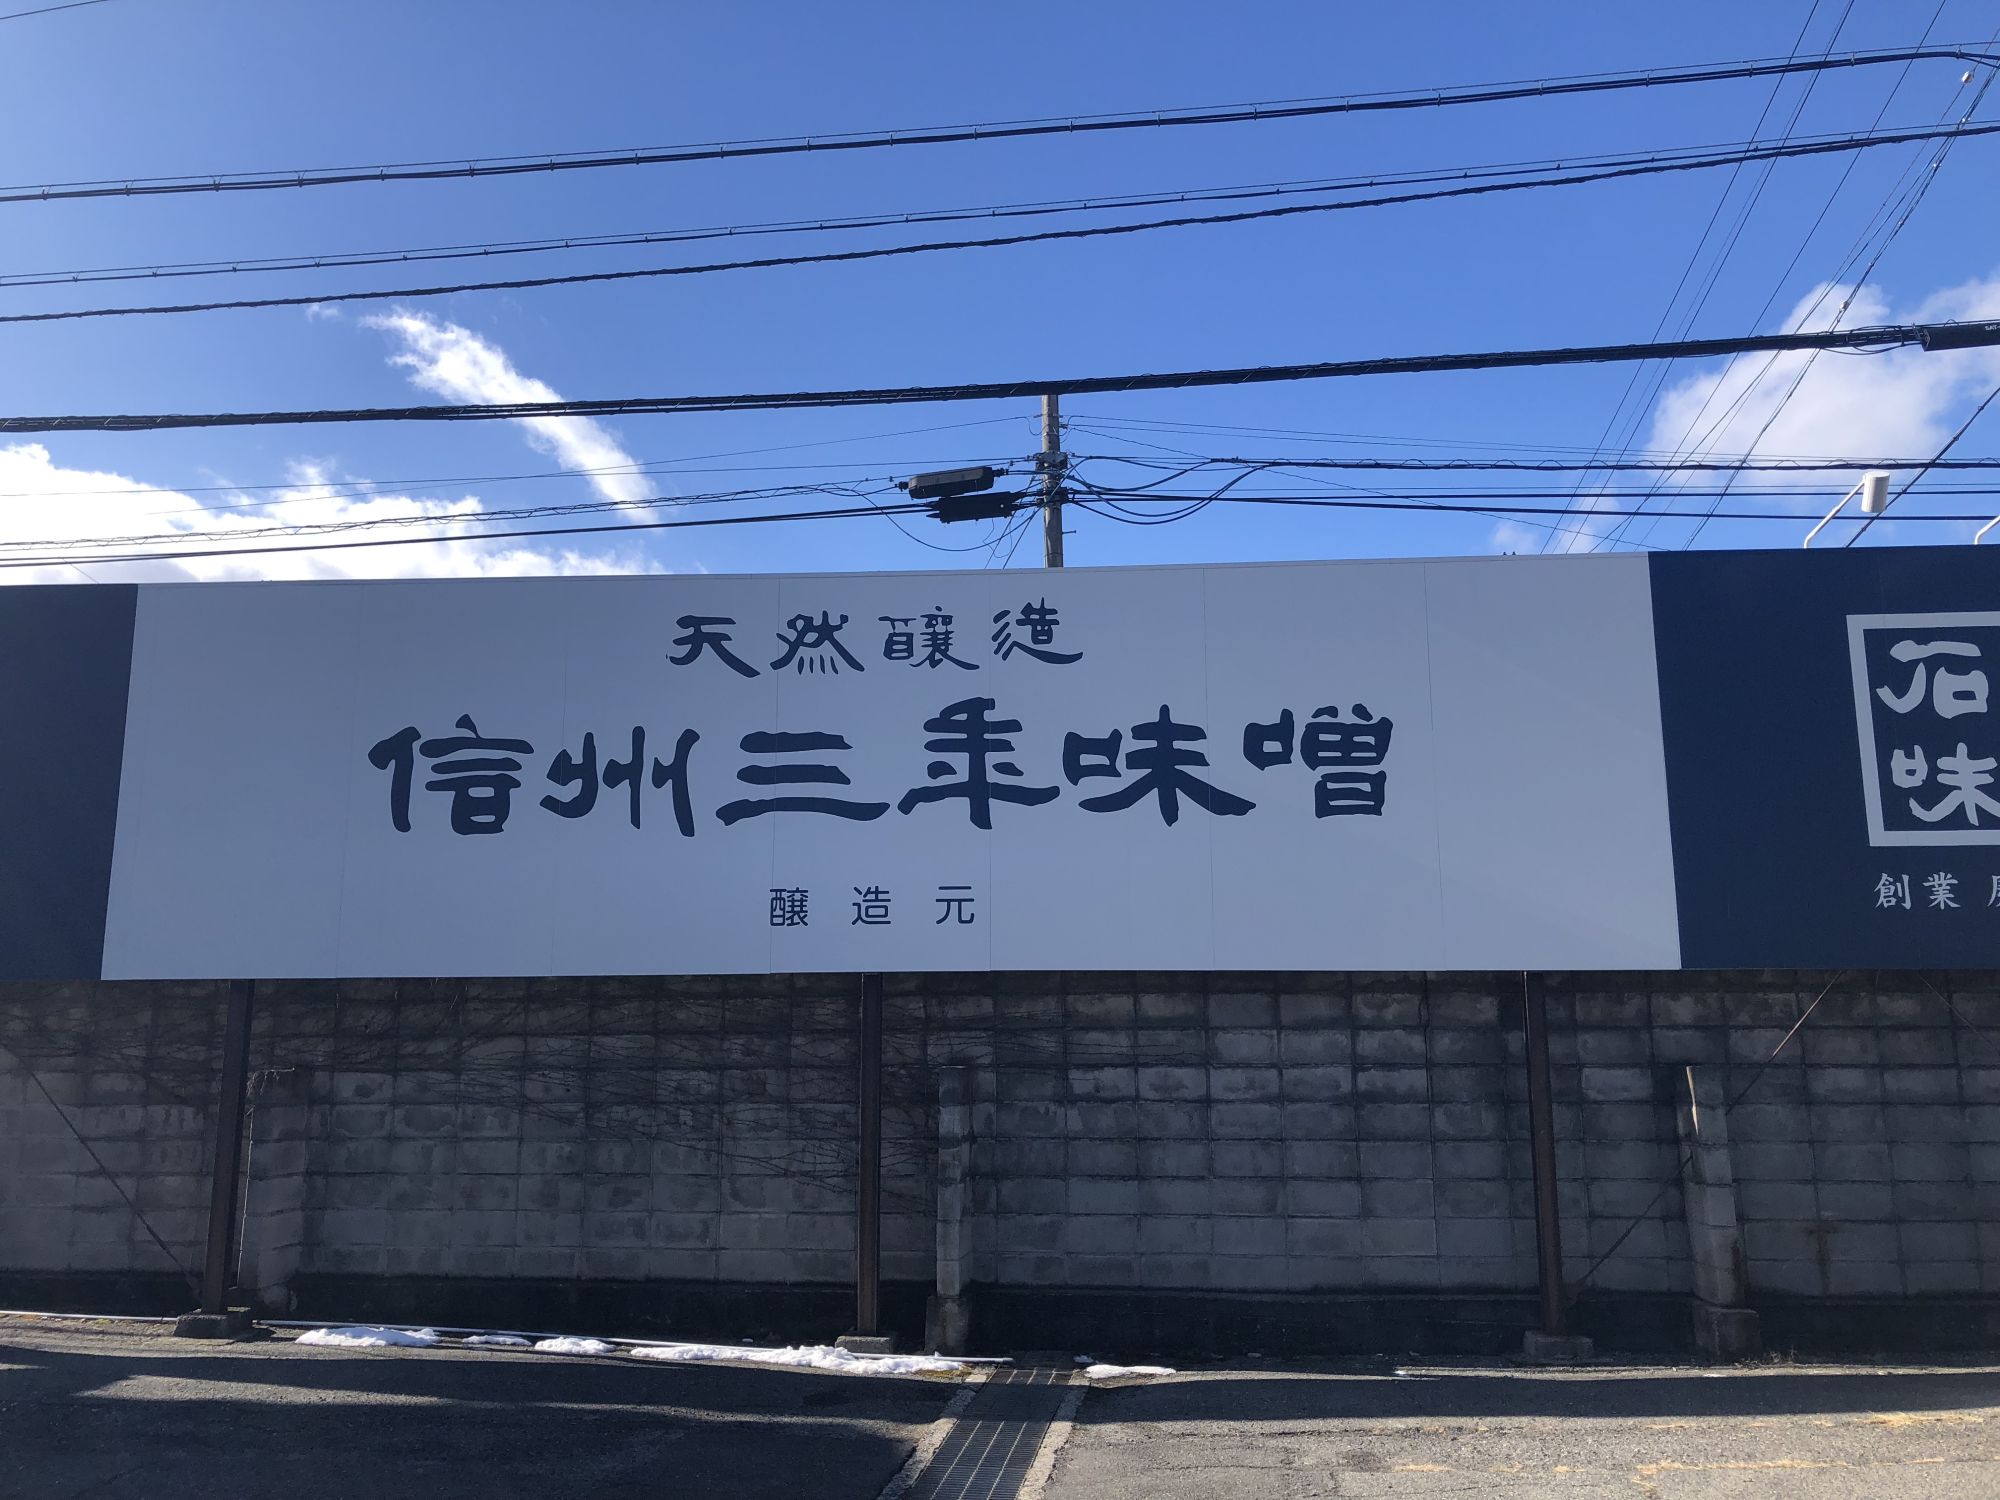 天然醸造
信州三年味噌
醸造元
石
味
創業